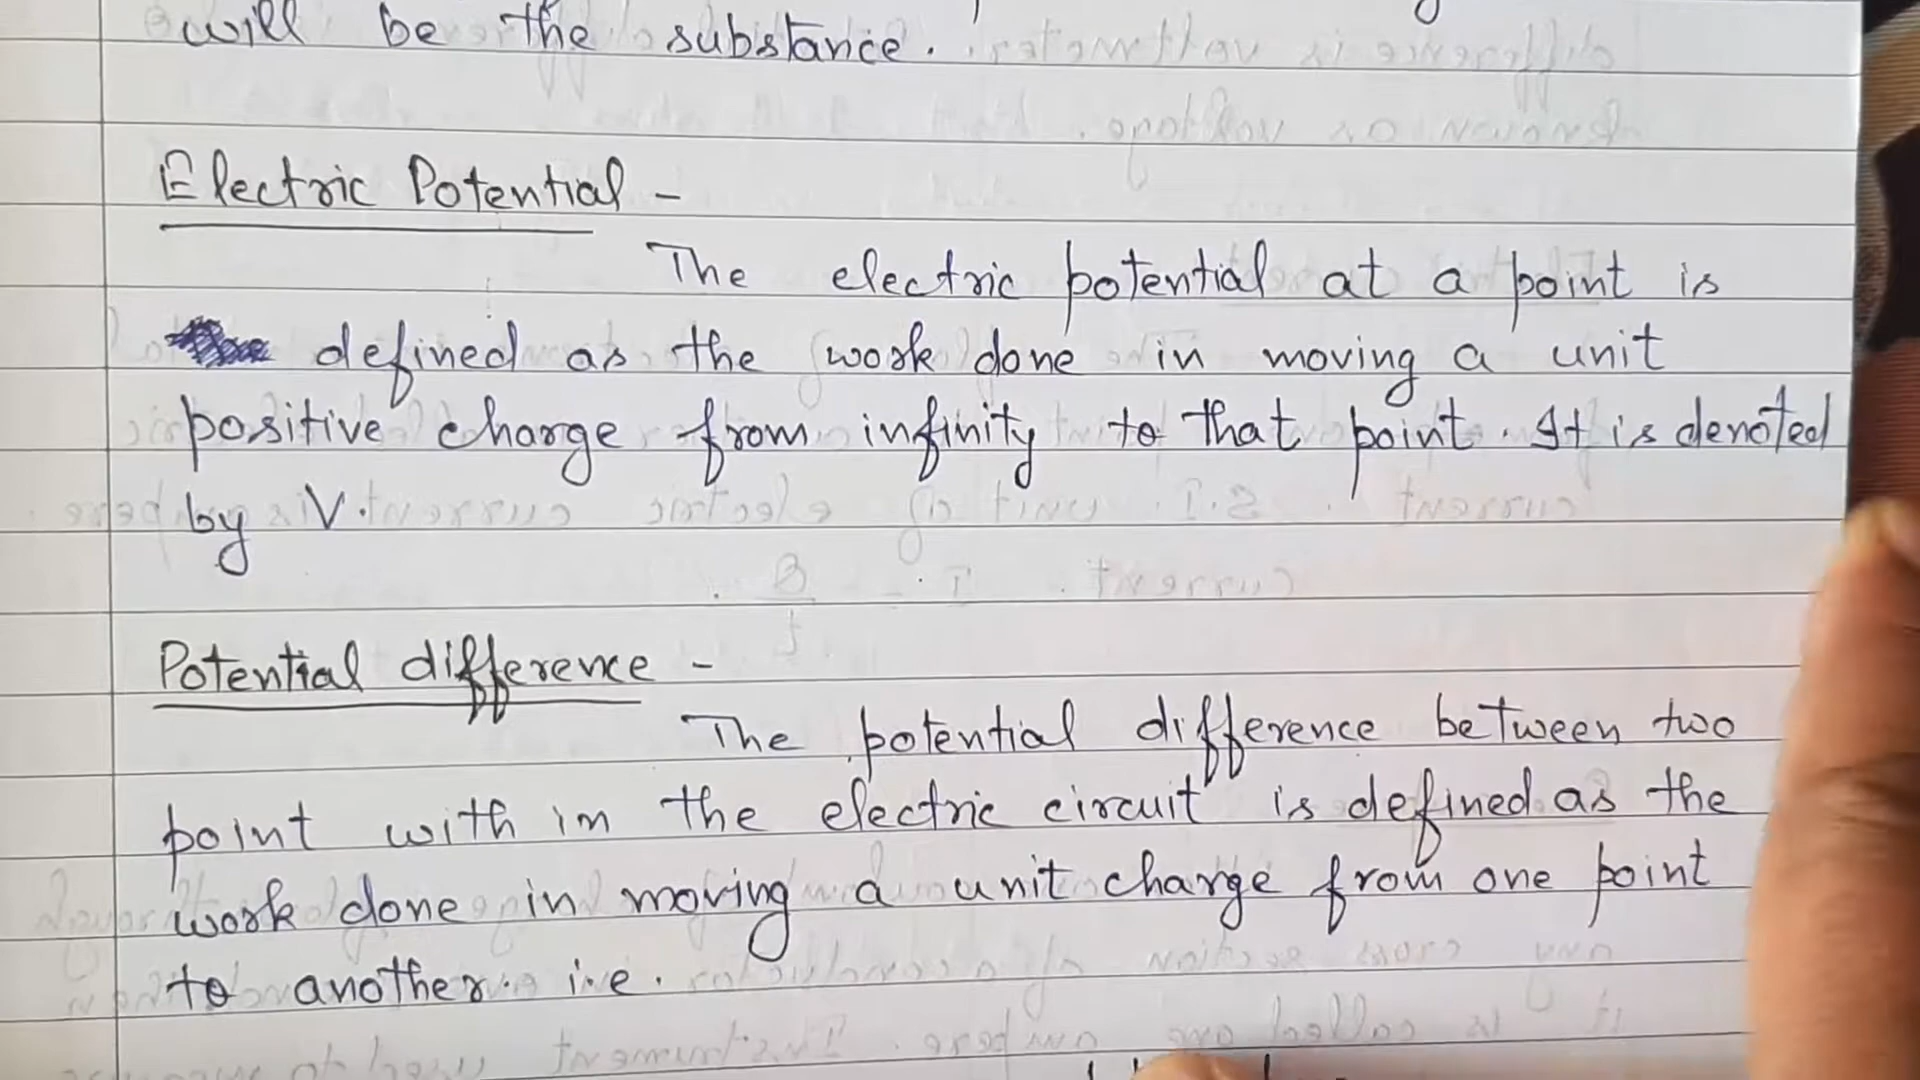 will be the substance.
Electric Potential -
The electric potential at a point is
defined as the work done in moving a unit
positive charge from infinity to that point. It is denoted
by V.
Potential difference -
The potential difference between two
point with in the electric circuit is defined as the
work done in moving a unit charge from one point
to another. i.e.